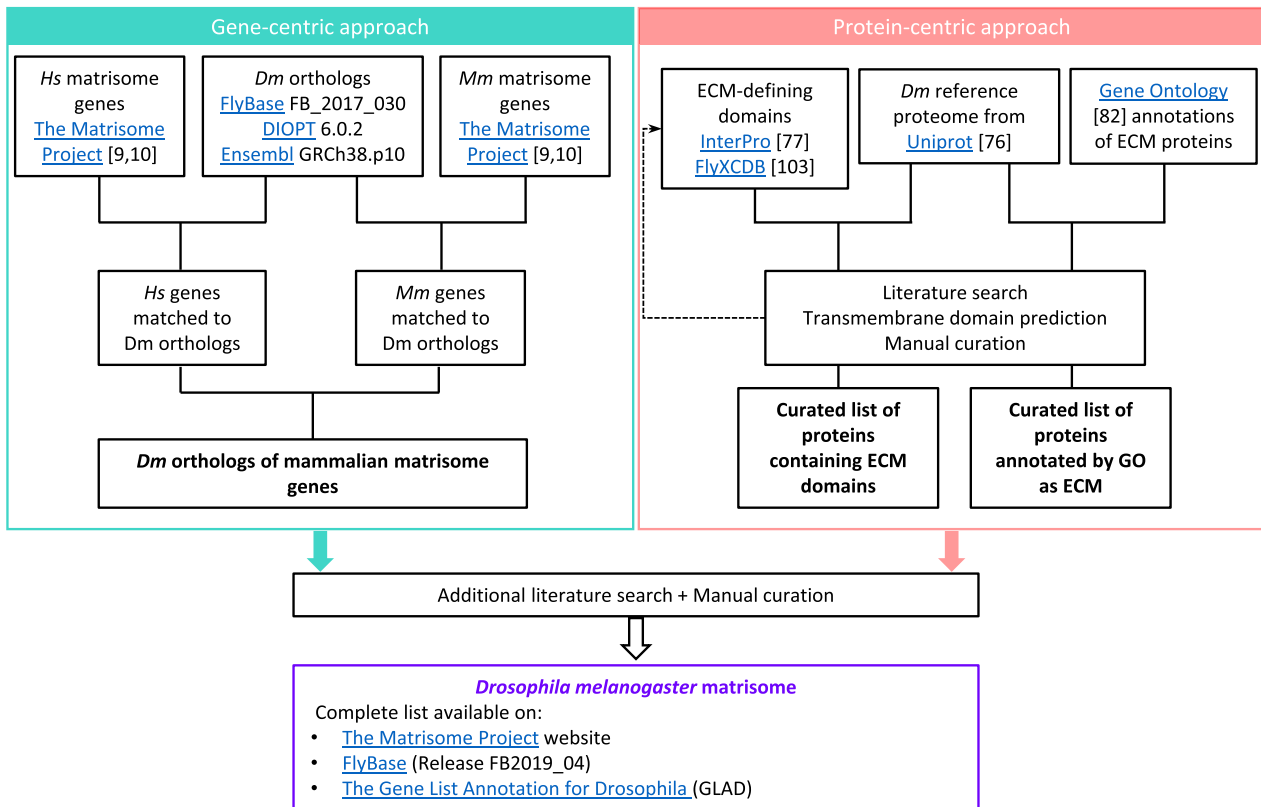 Gene-centric approach
Hs matrisome
genes
The Matrisome
Project [9,10]
Dm orthologs
FlyBase FB_2017_030
DIOPT 6.0.2
Ensembl GRCh38.p10
Mm matrisome
genes
The Matrisome
Project [9,10]
Hs genes
matched to
Dm orthologs
Mm genes
matched to
Dm orthologs
Dm orthologs of mammalian matrisome
genes
Protein-centric approach
ECM-defining
domains
InterPro [77]
FlyXCDB [103]
Dm reference
proteome from
Uniprot [76]
Gene Ontology
[82] annotations
of ECM proteins
Literature search
Transmembrane domain prediction
Manual curation
Curated list of
proteins
containing ECM
domains
Curated list of
proteins
annotated by GO
as ECM
Additional literature search + Manual curation
Drosophila melanogaster matrisome
Complete list available on:
• The Matrisome Project website
• FlyBase (Release FB2019_04)
• The Gene List Annotation for Drosophila (GLAD)